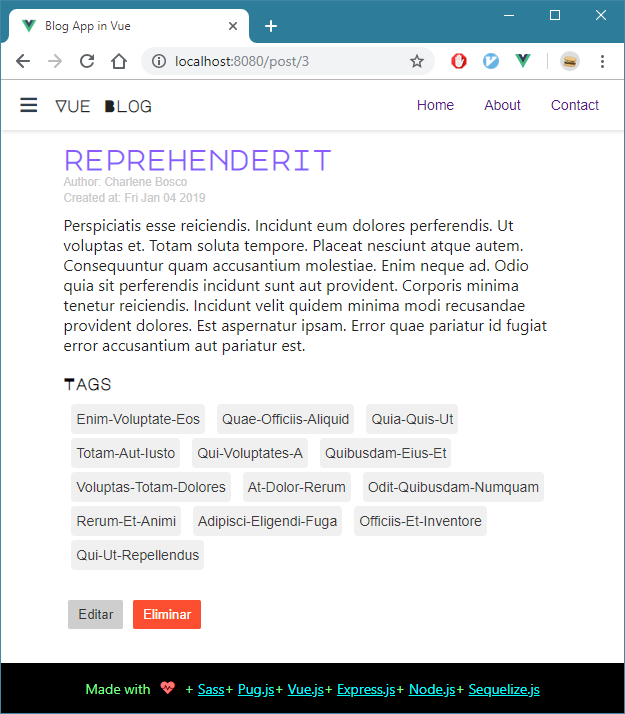 Blog App in Vue
localhost:8080/post/3
VUE BLOG
Home About Contact
REPREHENDERIT
Author: Charlene Bosco
Created at: Fri Jan 04 2019
Perspiciatis esse reiciendis. Incidunt eum dolores perferendis. Ut
voluptas et. Totam soluta tempore. Placeat nesciunt atque autem.
Consequuntur quam accusantium molestiae. Enim neque ad. Odio
quia sit perferendis incidunt sunt aut provident. Corporis minima
tenetur reiciendis. Incidunt velit quidem minima modi recusandae
provident dolores. Est aspernatur ipsam. Error quae pariatur id fugiat
error accusantium aut pariatur est.
TAGS
Enim-Voluptate-Eos Quae-Officiis-Aliquid Quia-Quis-Ut
Totam-Aut-Iusto Qui-Voluptates-A Quibusdam-Eius-Et
Voluptas-Totam-Dolores At-Dolor-Rerum Odit-Quibusdam-Numquam
Rerum-Et-Animi Adipisci-Eligendi-Fuga Officiis-Et-Inventore
Qui-Ut-Repellendus
Editar Eliminar
Made with + Sass+ Pug.js+ Vue.js+ Express.js+ Node.js+ Sequelize.js